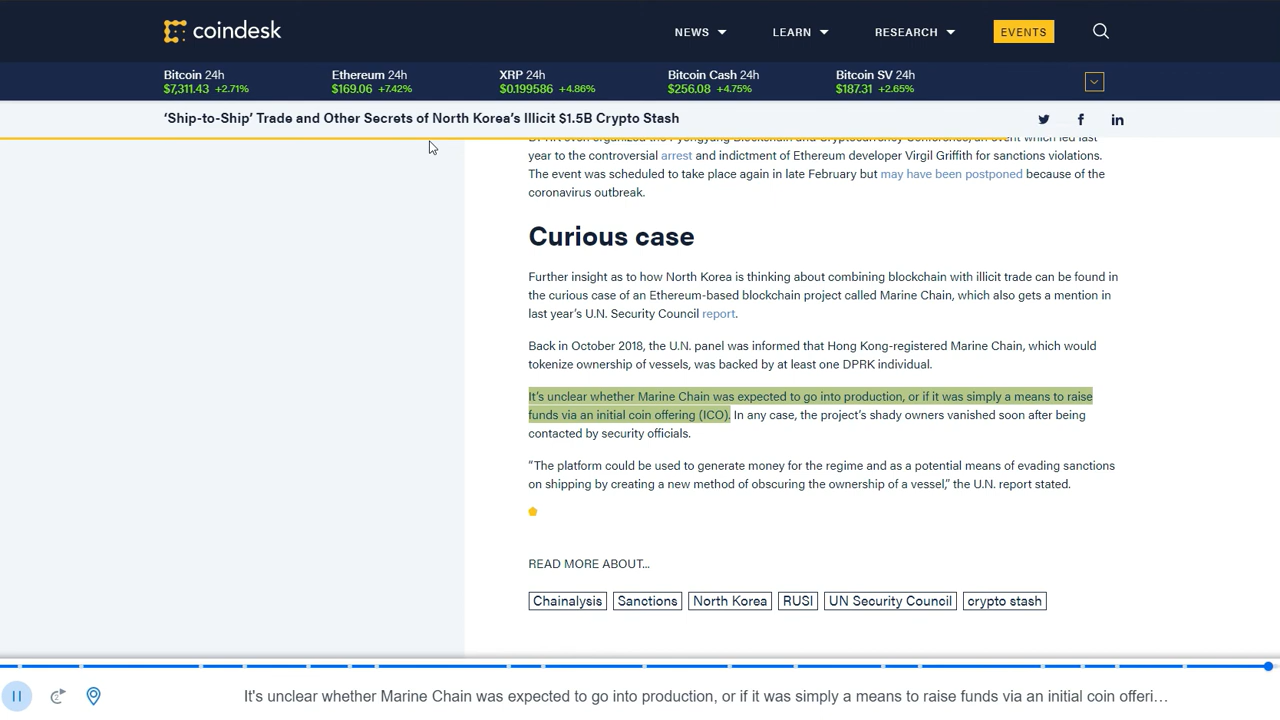 coindesk
NEWS
LEARN
RESEARCH
EVENTS
Bitcoin 24h
$7,311.43 +2.71%
Ethereum 24h
$169.06 +7.42%
XRP 24h
$0.199586 +4.86%
Bitcoin Cash 24h
$256.08 +4.75%
Bitcoin SV 24h
$187.31 +2.65%
‘Ship-to-Ship’ Trade and Other Secrets of North Korea’s Illicit $1.5B Crypto Stash
DPRK even organized the Pyongyang Blockchain and Cryptocurrency Conference, an event which led last
year to the controversial arrest and indictment of Ethereum developer Virgil Griffith for sanctions violations.
The event was scheduled to take place again in late February but may have been postponed because of the
coronavirus outbreak.
Curious case
Further insight as to how North Korea is thinking about combining blockchain with illicit trade can be found in
the curious case of an Ethereum-based blockchain project called Marine Chain, which also gets a mention in
last year’s U.N. Security Council report.
Back in October 2018, the U.N. panel was informed that Hong Kong-registered Marine Chain, which would
tokenize ownership of vessels, was backed by at least one DPRK individual.
It’s unclear whether Marine Chain was expected to go into production, or if it was simply a means to raise
funds via an initial coin offering (ICO). In any case, the project’s shady owners vanished soon after being
contacted by security officials.
“The platform could be used to generate money for the regime and as a potential means of evading sanctions
on shipping by creating a new method of obscuring the ownership of a vessel,” the U.N. report stated.
READ MORE ABOUT...
Chainalysis
Sanctions
North Korea
RUSI
UN Security Council
crypto stash
It's unclear whether Marine Chain was expected to go into production, or if it was simply a means to raise funds via an initial coin offeri…